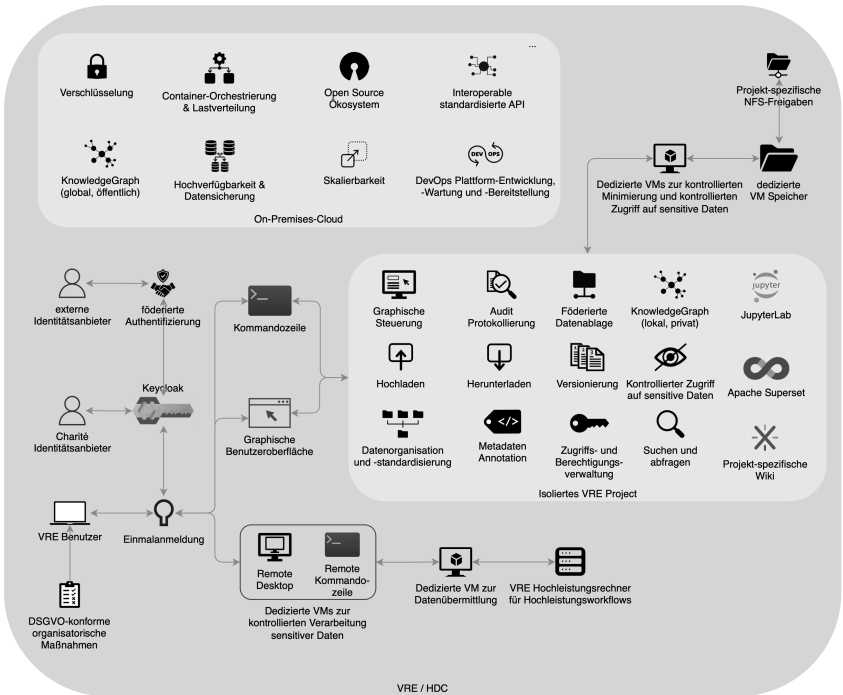 ...
Verschlüsselung
Container-Orchestrierung
& Lastverteilung
Open Source
Ökosystem
Interoperable
standardisierte API
KnowledgeGraph
(global, öffentlich)
Hochverfügbarkeit &
Datensicherung
Skalierbarkeit
DEV OPS
DevOps Plattform-Entwicklung,
-Wartung und -Bereitstellung
On-Premises-Cloud
Projekt-spezifische
NFS-Freigaben
Dedizierte VMs zur kontrollierten
Minimierung und kontrollierten
Zugriff auf sensitive Daten
dedizierte
VM Speicher
externe
Identitätsanbieter
föderierte
Authentifizierung
Keycloak
Charité
Identitätsanbieter
VRE Benutzer
Einmalanmeldung
DSGVO-konforme
organisatorische
Maßnahmen
Kommandozeile
Graphische
Benutzeroberfläche
Graphische
Steuerung
Audit
Protokollierung
Föderierte
Datenablage
KnowledgeGraph
(lokal, privat)
jupyter
JupyterLab
Hochladen
Herunterladen
1 2 3
Versionierung
Kontrollierter Zugriff
auf sensitive Daten
Apache Superset
Datenorganisation
und -standardisierung
</>
Metadaten
Annotation
Zugriffs- und
Berechtigungs-
verwaltung
Suchen und
abfragen
Projekt-spezifische
Wiki
Isoliertes VRE Project
Remote
Desktop
Remote
Kommando-
zeile
Dedizierte VMs zur
kontrollierten Verarbeitung
sensitiver Daten
Dedizierte VM zur
Datenübermittlung
VRE Hochleistungsrechner
für Hochleistungsworkflows
VRE / HDC